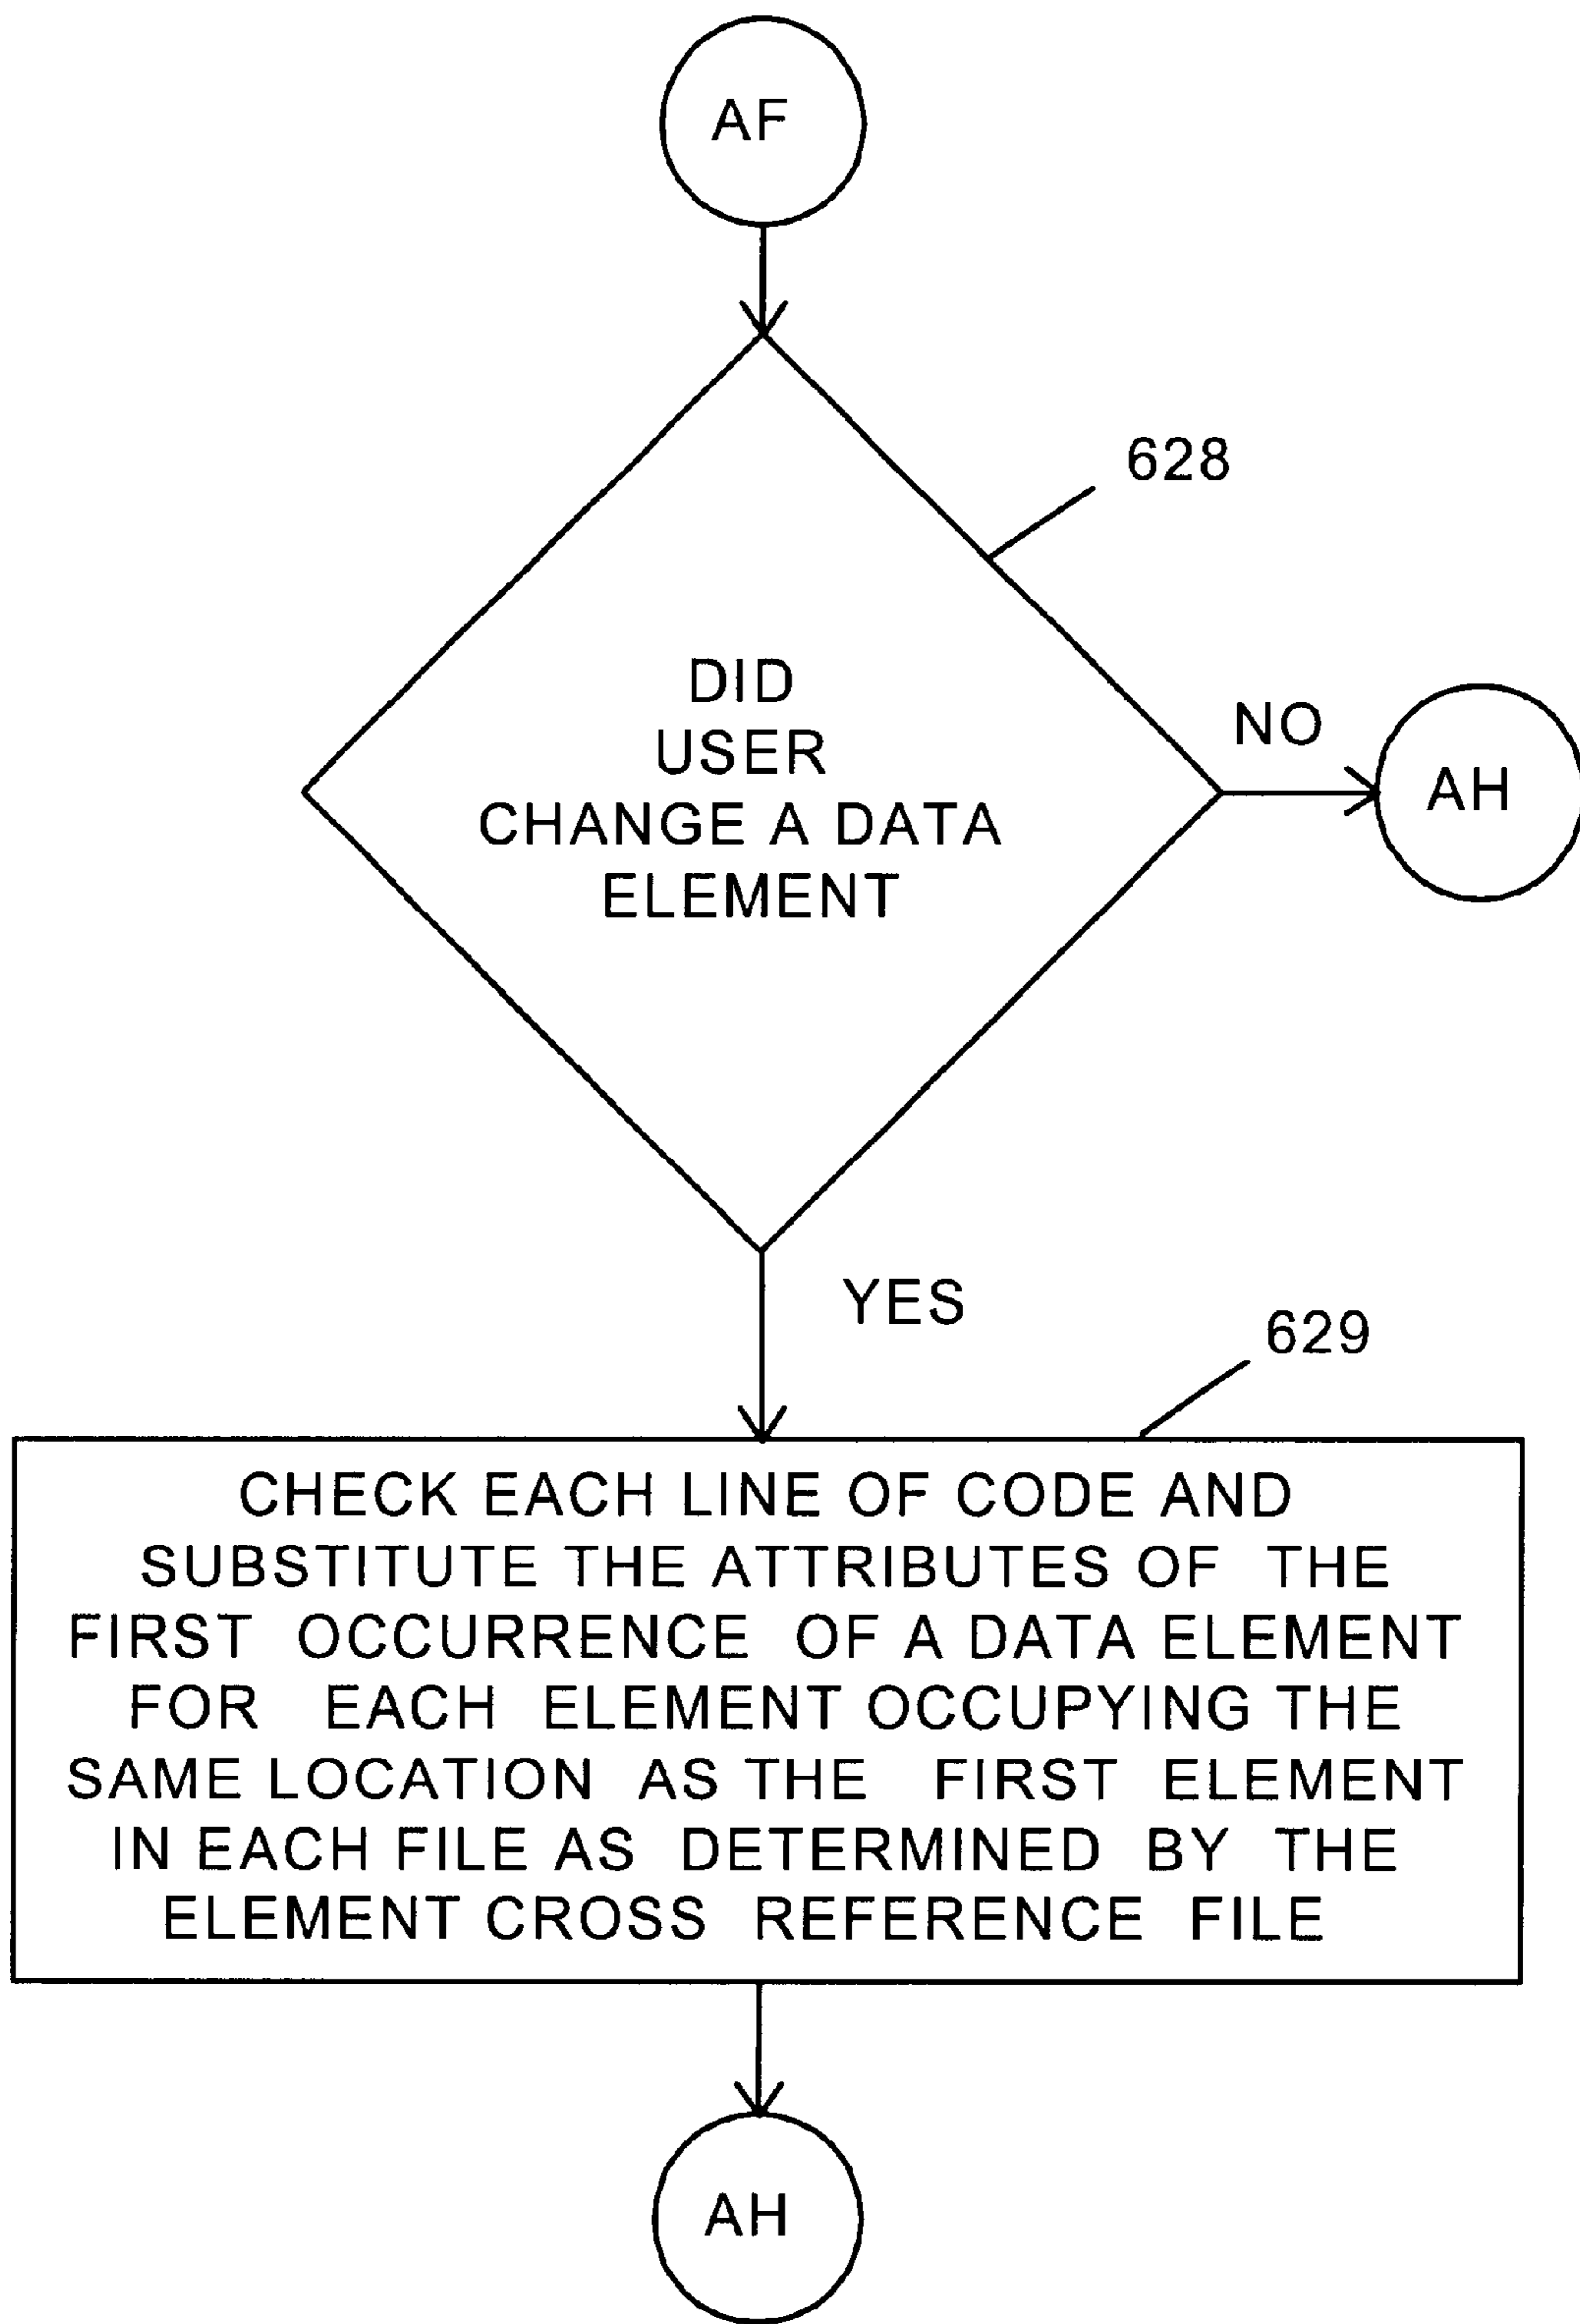 AF
628
DID
USER
CHANGE A DATA
ELEMENT
NO
AH
YES
629
CHECK EACH LINE OF CODE AND
SUBSTITUTE THE ATTRIBUTES OF THE
FIRST OCCURRENCE OF A DATA ELEMENT
FOR EACH ELEMENT OCCUPYING THE
SAME LOCATION AS THE FIRST ELEMENT
IN EACH FILE AS DETERMINED BY THE
ELEMENT CROSS REFERENCE FILE
AH